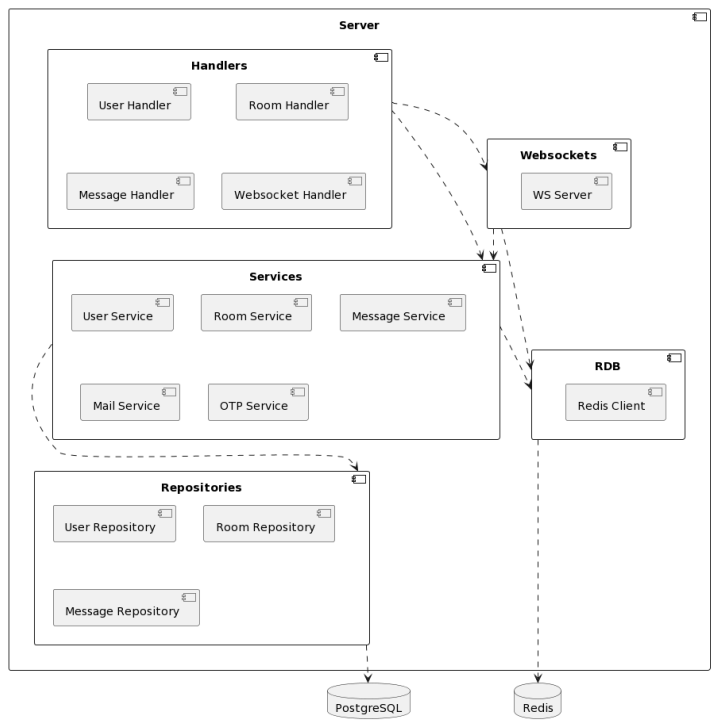 Server
Handlers
User Handler
Room Handler
Message Handler
Websocket Handler
Websockets
WS Server
Services
User Service
Room Service
Message Service
Mail Service
OTP Service
RDB
Redis Client
Repositories
User Repository
Room Repository
Message Repository
PostgreSQL
Redis